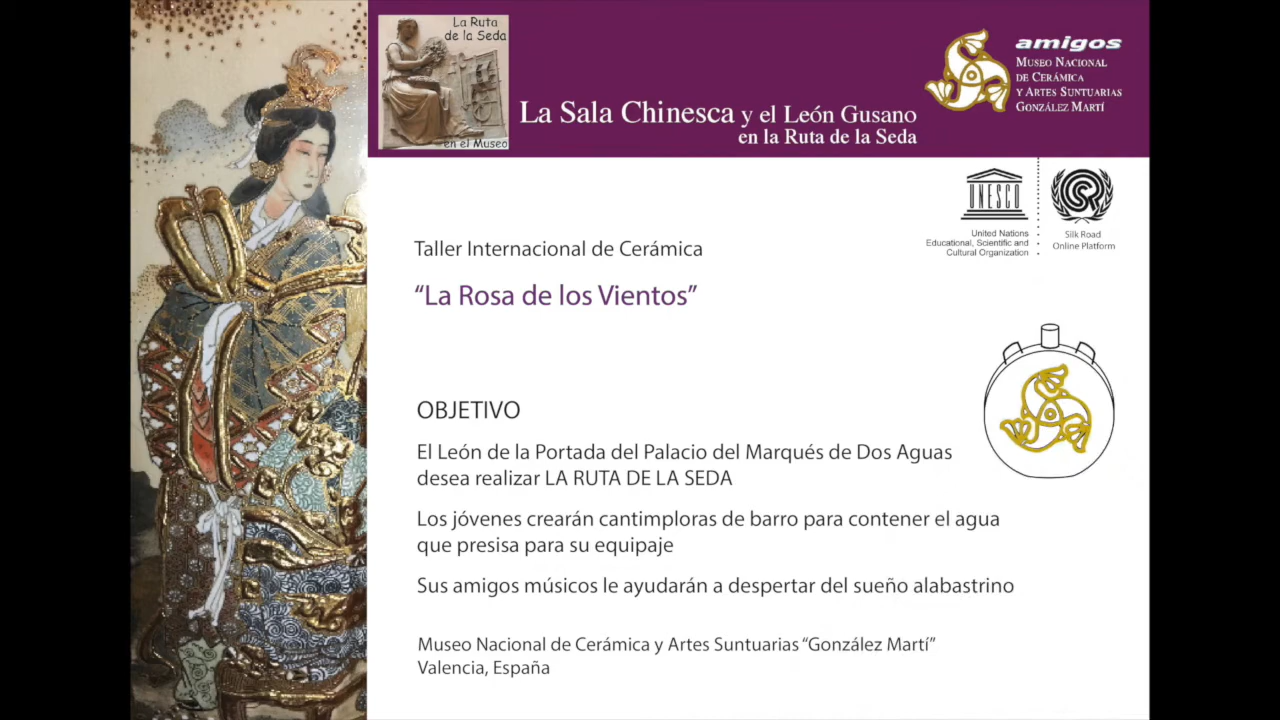 La Ruta
de la Seda
en el Museo
La Sala Chinesca y el León Gusano
en la Ruta de la Seda
amigos
MUSEO NACIONAL
DE CERÁMICA
Y ARTES SUNTUARIAS
GONZÁLEZ MARTÍ
UNESCO
United Nations
Educational, Scientific and
Cultural Organization
Silk Road
Online Platform
Taller Internacional de Cerámica
“La Rosa de los Vientos”
OBJETIVO
El León de la Portada del Palacio del Marqués de Dos Aguas
desea realizar LA RUTA DE LA SEDA
Los jóvenes crearán cantimploras de barro para contener el agua
que presisa para su equipaje
Sus amigos músicos le ayudarán a despertar del sueño alabastrino
Museo Nacional de Cerámica y Artes Suntuarias “González Martí”
Valencia, España